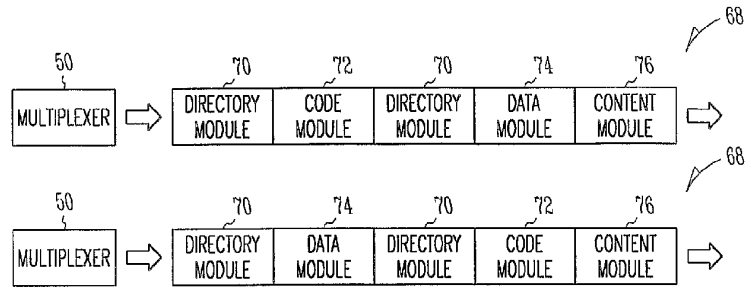 68
50 70 72 70 74 76
MULTIPLEXER DIRECTORY MODULE CODE MODULE DIRECTORY MODULE DATA MODULE CONTENT MODULE
68
50 70 74 70 72 76
MULTIPLEXER DIRECTORY MODULE DATA MODULE DIRECTORY MODULE CODE MODULE CONTENT MODULE